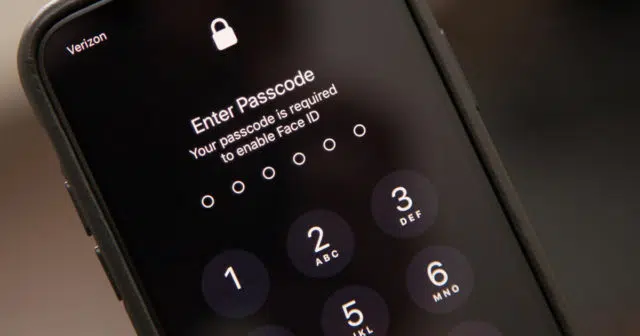 Verizon
Enter Passcode
Your passcode is required
to enable Face ID
1
2
ABC
3
DEF
5
JKL
6
MNO